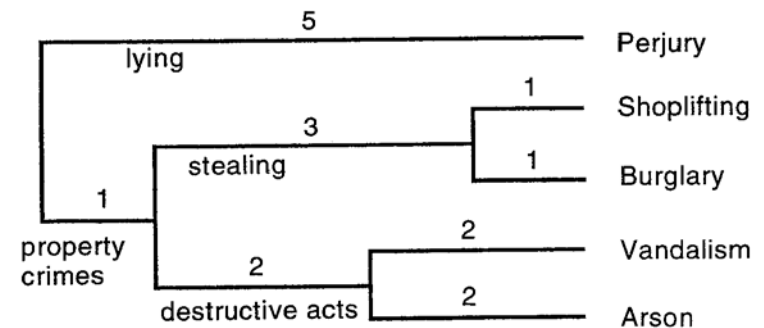 5
Perjury
lying
1
Shoplifting
3
stealing
1
Burglary
1
property
crimes
2
Vandalism
2
destructive acts
2
Arson